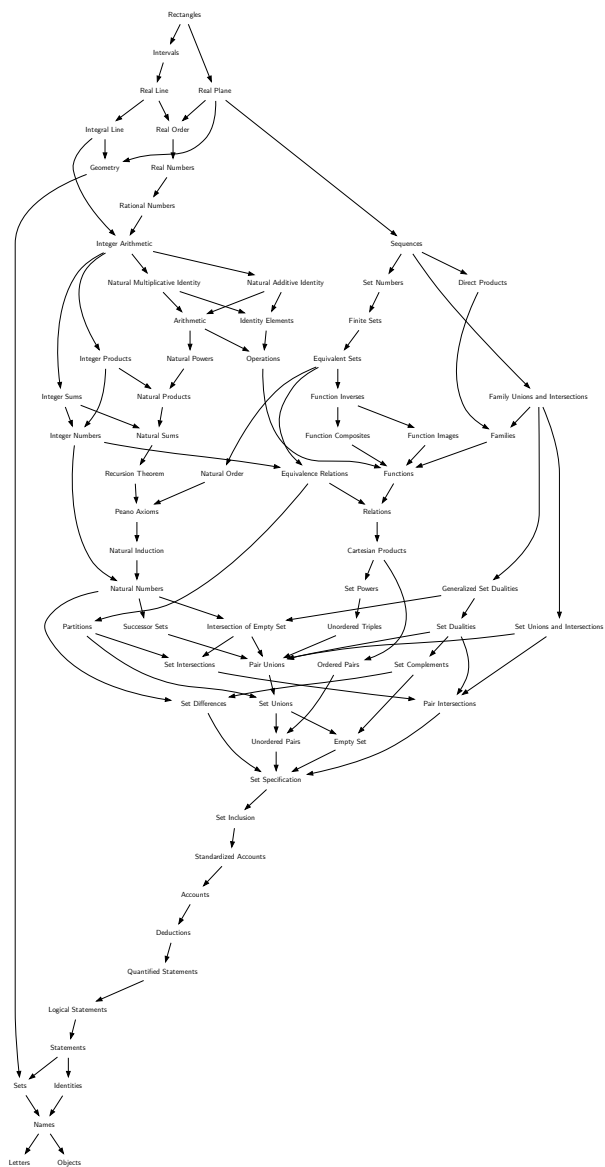 Rectangles
Intervals
Real Line
Real Plane
Integral Line
Real Order
Geometry
Real Numbers
Rational Numbers
Integer Arithmetic
Sequences
Natural Multiplicative Identity
Natural Additive Identity
Set Numbers
Direct Products
Arithmetic
Identity Elements
Finite Sets
Integer Products
Natural Powers
Operations
Equivalent Sets
Integer Sums
Natural Products
Function Inverses
Family Unions and Intersections
Integer Numbers
Natural Sums
Function Composites
Function Images
Families
Recursion Theorem
Natural Order
Equivalence Relations
Functions
Peano Axioms
Relations
Natural Induction
Cartesian Products
Natural Numbers
Set Powers
Generalized Set Dualities
Partitions
Successor Sets
Intersection of Empty Set
Unordered Triples
Set Dualities
Set Unions and Intersections
Set Intersections
Pair Unions
Ordered Pairs
Set Complements
Set Differences
Set Unions
Pair Intersections
Unordered Pairs
Empty Set
Set Specification
Set Inclusion
Standardized Accounts
Accounts
Deductions
Quantified Statements
Logical Statements
Statements
Sets
Identities
Names
Letters
Objects